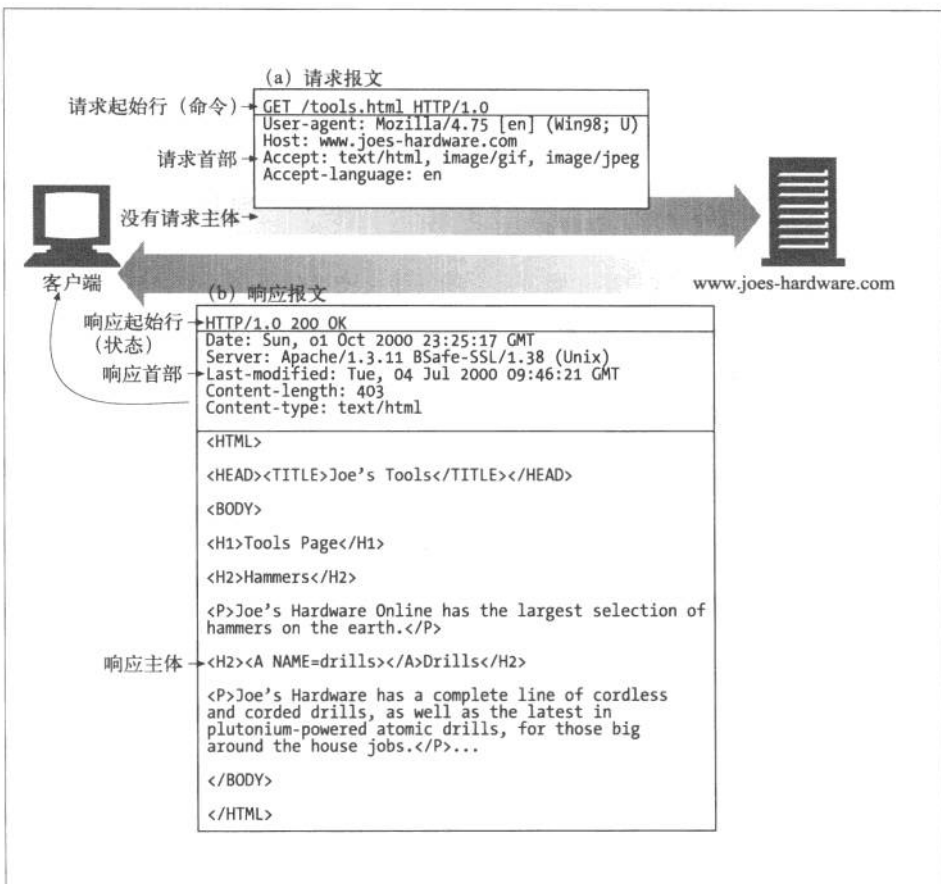 (a) 请求报文
请求起始行(命令)
GET /tools.html HTTP/1.0
User-agent: Mozilla/4.75 [en] (Win98; U)
Host: www.joes-hardware.com
请求首部
Accept: text/html, image/gif, image/jpeg
Accept-language: en
没有请求主体
客户端
www.joes-hardware.com
(b) 响应报文
响应起始行
(状态)
HTTP/1.0 200 OK
Date: Sun, o1 Oct 2000 23:25:17 GMT
Server: Apache/1.3.11 BSafe-SSL/1.38 (Unix)
响应首部
Last-modified: Tue, 04 Jul 2000 09:46:21 GMT
Content-length: 403
Content-type: text/html
<HTML>
<HEAD><TITLE>Joe's Tools</TITLE></HEAD>
<BODY>
<H1>Tools Page</H1>
<H2>Hammers</H2>
<P>Joe's Hardware Online has the largest selection of
hammers on the earth.</P>
响应主体
<H2><A NAME=drills></A>Drills</H2>
<P>Joe's Hardware has a complete line of cordless
and corded drills, as well as the latest in
plutonium-powered atomic drills, for those big
around the house jobs.</P>...
</BODY>
</HTML>